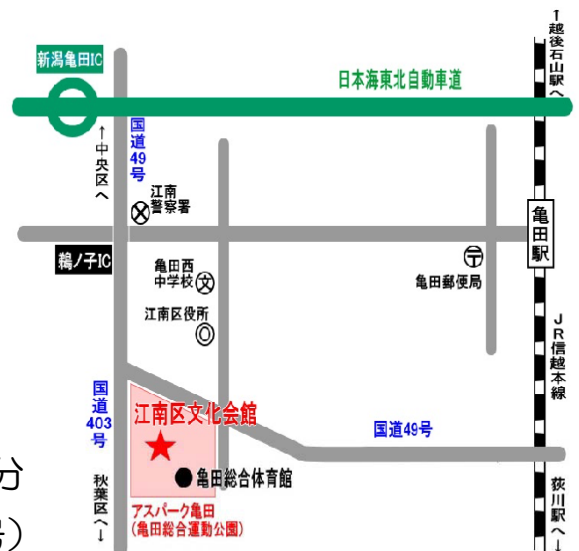 ↑越後石山駅へ
新潟亀田IC
日本海東北自動車道
↑中央区へ
国道49号
江南
警察署
亀田駅
鵜ノ子IC
亀田西
中学校
文
〒
亀田郵便局
江南区役所
JR信越本線
国道403号
江南区文化会館
国道49号
亀田総合体育館
分
秋葉区へ↓
アスパーク亀田
(亀田総合運動公園)
荻川駅へ↓
号)